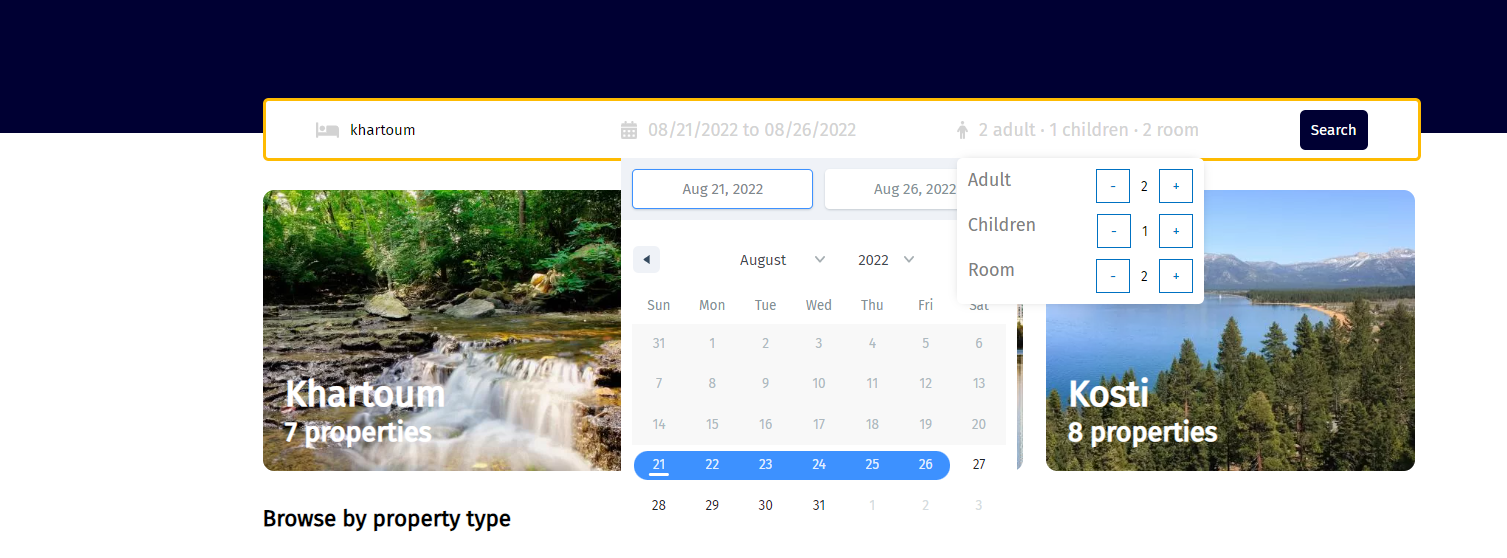 khartoum
08/21/2022 to 08/26/2022
2 adult · 1 children · 2 room
Search
Aug 21, 2022
Aug 26, 2022
Adult
- 2 +
Children
- 1 +
Room
- 2 +
August
2022
Sun Mon Tue Wed Thu Fri Sat
31 1 2 3 4 5 6
7 8 9 10 11 12 13
14 15 16 17 18 19 20
21 22 23 24 25 26 27
28 29 30 31 1 2 3
Khartoum
7 properties
Kosti
8 properties
Browse by property type